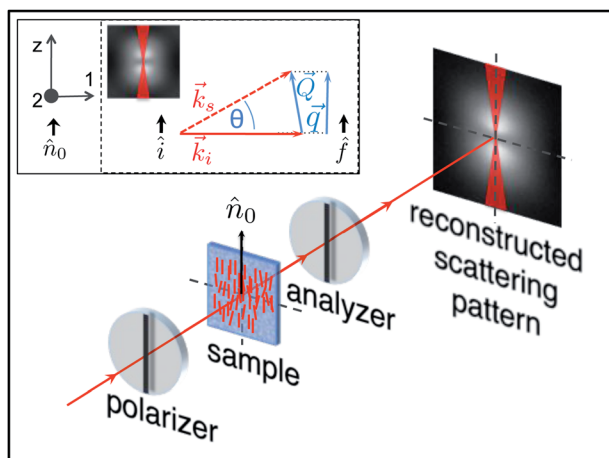 z
1
2
n̂₀
î
k⃗ₛ
θ
k⃗ᵢ
Q⃗
q⃗
f̂
n̂₀
polarizer
sample
analyzer
reconstructed
scattering
pattern